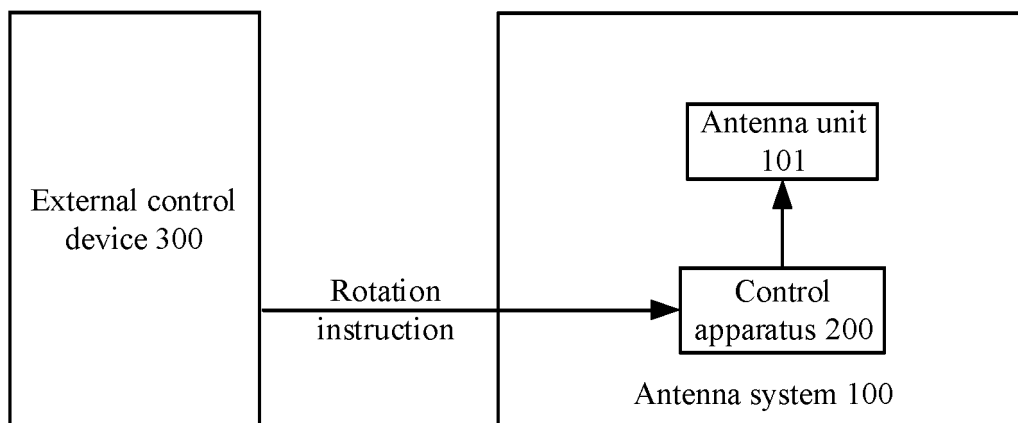 External control
device 300
Rotation
instruction
Antenna unit
101
Control
apparatus 200
Antenna system 100